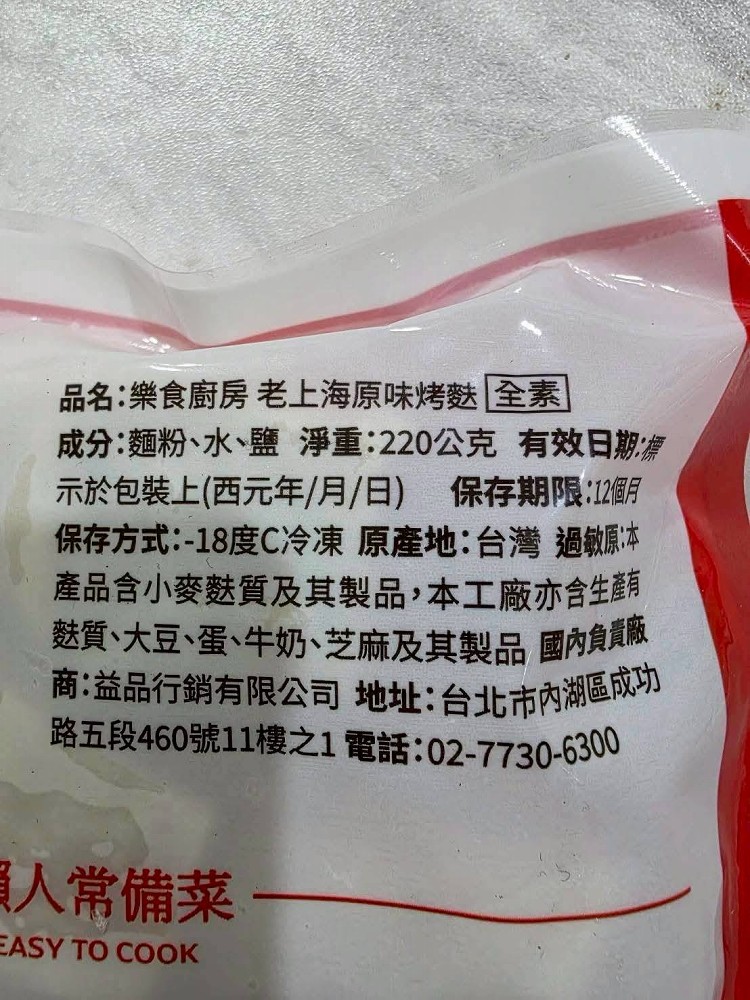 品名:樂食廚房 老上海原味烤麩 全素
成分:麵粉、水、鹽 淨重:220公克 有效日期:標
示於包裝上(西元年/月/日) 保存期限:12個月
保存方式:-18度C冷凍 原產地:台灣 過敏原:本
產品含小麥麩質及其製品,本工廠亦含生產有
麩質、大豆、蛋、牛奶、芝麻及其製品 國內負責廠
商:益品行銷有限公司 地址:台北市內湖區成功
路五段460號11樓之1 電話:02-7730-6300
人常備菜
EASY TO COOK